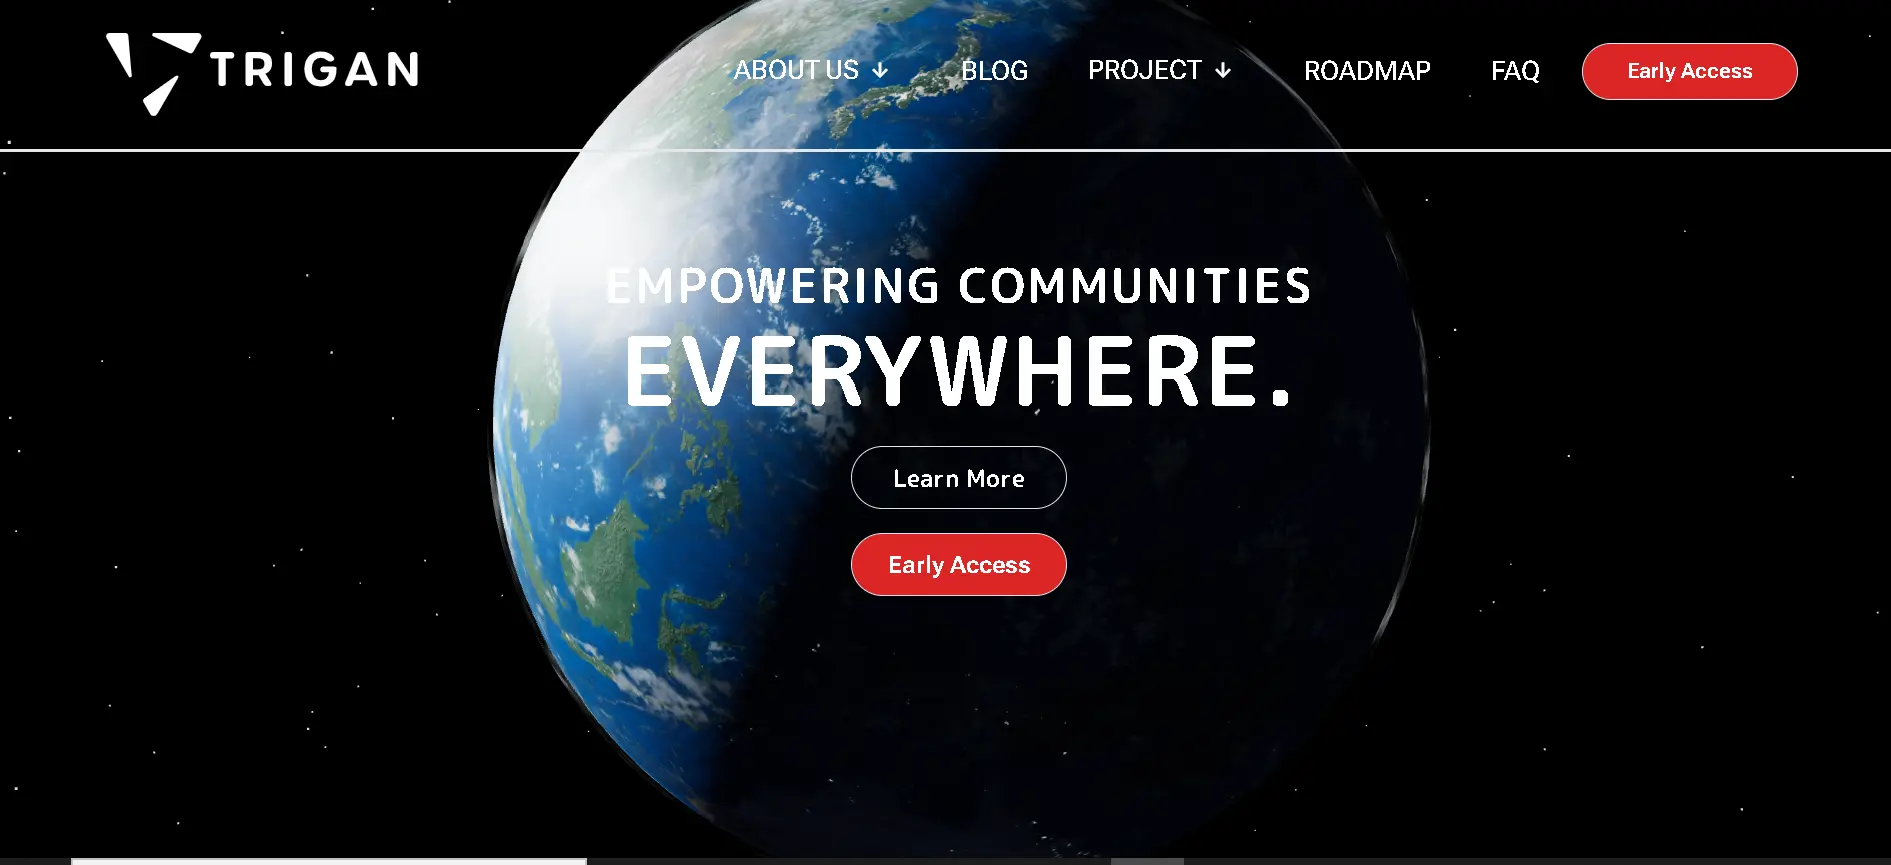 TRIGAN
ABOUT US BLOG PROJECT ROADMAP FAQ Early Access
EMPOWERING COMMUNITIES
EVERYWHERE.
Learn More
Early Access